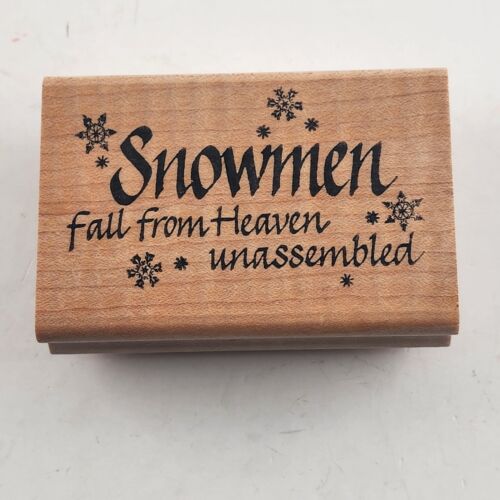 Snowmen
fall from Heaven
unassembled